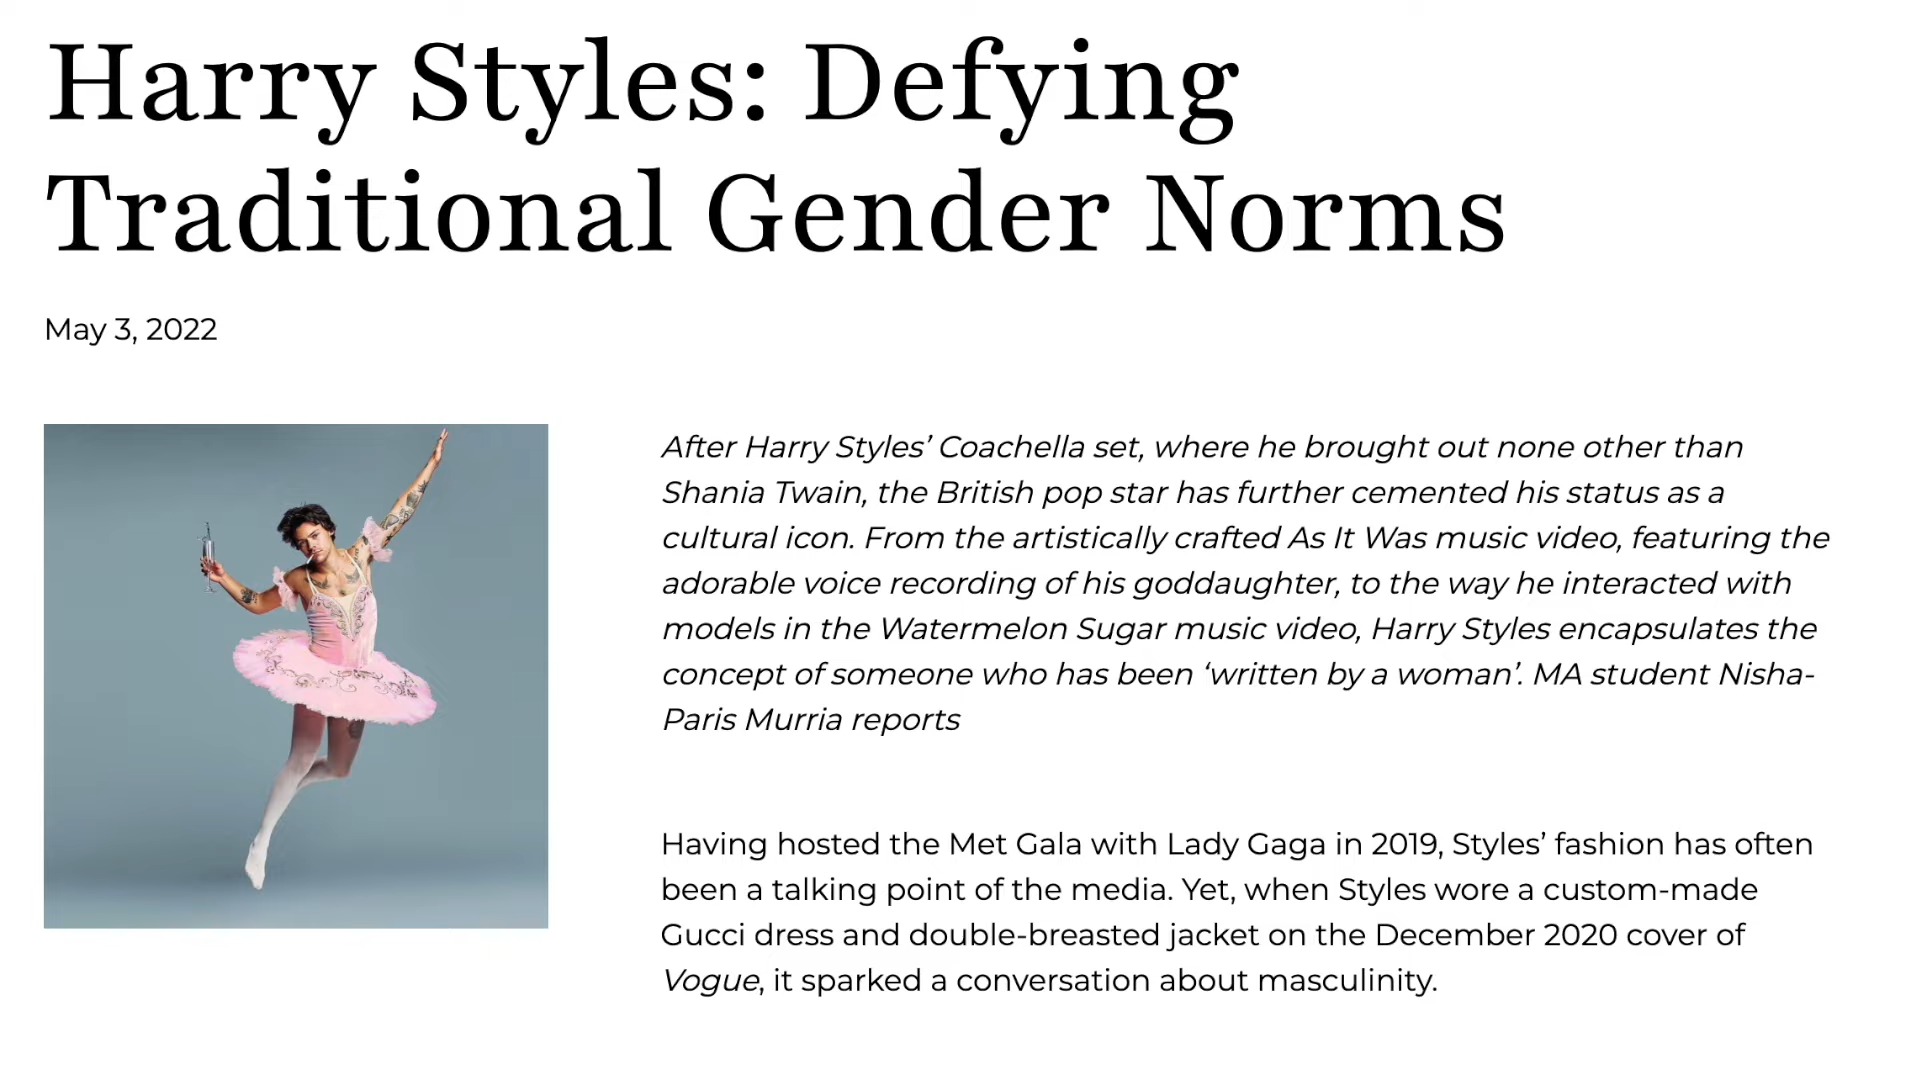 Harry Styles: Defying
Traditional Gender Norms
May 3, 2022
After Harry Styles’ Coachella set, where he brought out none other than
Shania Twain, the British pop star has further cemented his status as a
cultural icon. From the artistically crafted As It Was music video, featuring the
adorable voice recording of his goddaughter, to the way he interacted with
models in the Watermelon Sugar music video, Harry Styles encapsulates the
concept of someone who has been ‘written by a woman’. MA student Nisha-
Paris Murria reports
Having hosted the Met Gala with Lady Gaga in 2019, Styles’ fashion has often
been a talking point of the media. Yet, when Styles wore a custom-made
Gucci dress and double-breasted jacket on the December 2020 cover of
Vogue, it sparked a conversation about masculinity.